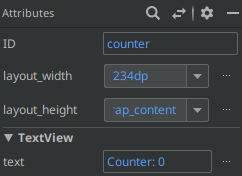 Attributes
ID counter
layout_width 234dp
layout_height rap_content
TextView
text Counter: 0